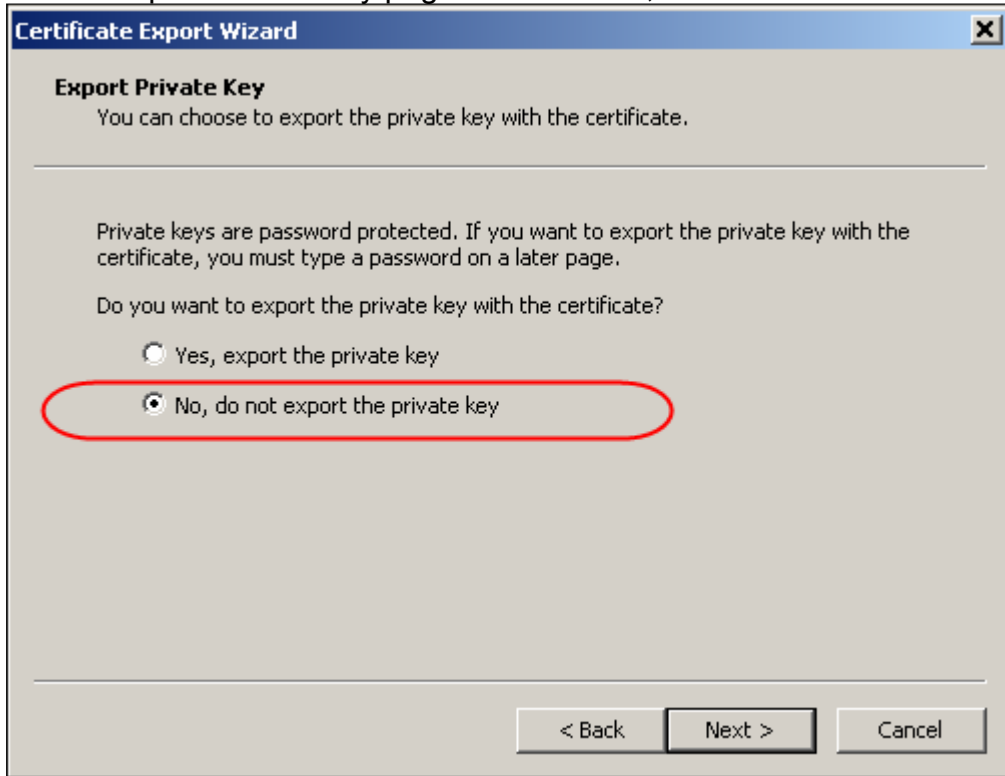 Certificate Export Wizard
Export Private Key
You can choose to export the private key with the certificate.
Private keys are password protected. If you want to export the private key with the
certificate, you must type a password on a later page.
Do you want to export the private key with the certificate?
Yes, export the private key
No, do not export the private key
< Back Next > Cancel